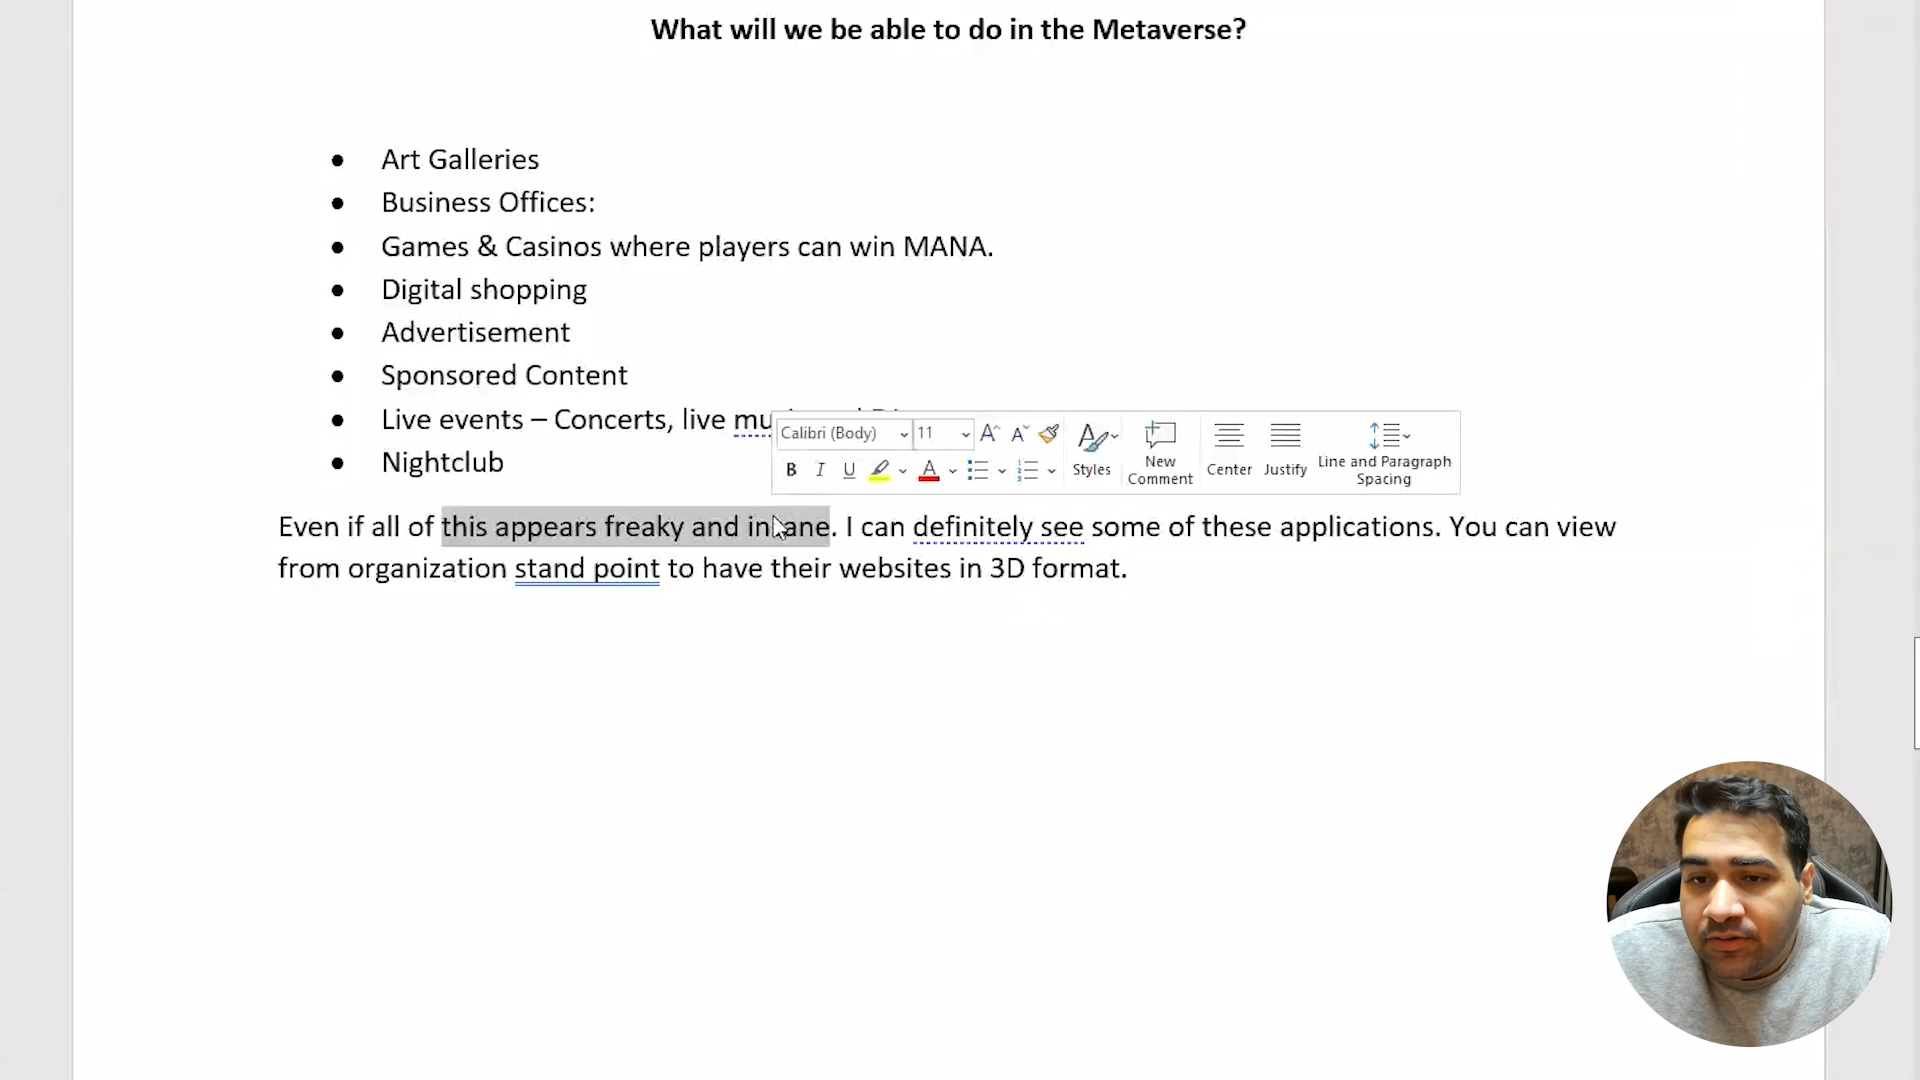 What will we be able to do in the Metaverse?
• Art Galleries
• Business Offices:
• Games & Casinos where players can win MANA.
• Digital shopping
• Advertisement
• Sponsored Content
• Live events – Concerts, live
• Nightclub
Calibri (Body) 11
Styles
New Comment
Center
Justify
Line and Paragraph Spacing
Even if all of this appears freaky and insane. I can definitely see some of these applications. You can view
from organization stand point to have their websites in 3D format.